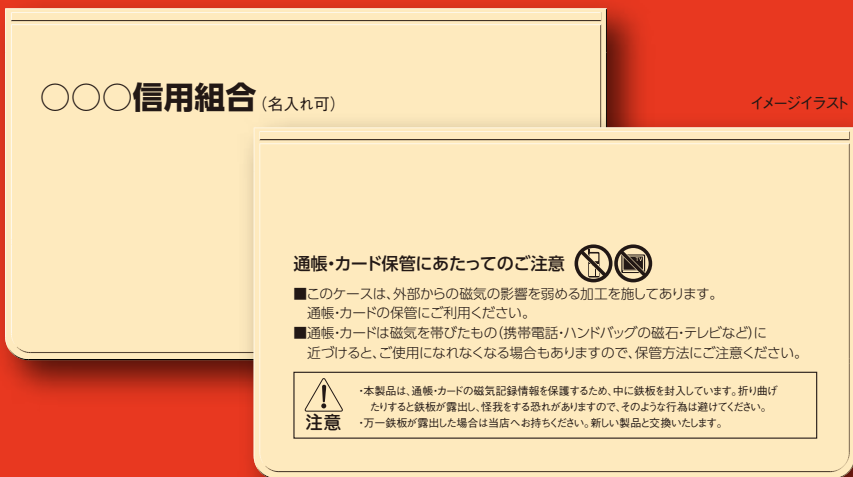 ○○○信用組合(名入れ可)
イメージイラスト
通帳・カード保管にあたってのご注意
■このケースは、外部からの磁気の影響を弱める加工を施してあります。
通帳・カードの保管にご利用ください。
■通帳・カードは磁気を帯びたもの(携帯電話・ハンドバッグの磁石・テレビなど)に
近づけると、ご使用になれなくなる場合もありますので、保管方法にご注意ください。
注意
・本製品は、通帳・カードの磁気記録情報を保護するため、中に鉄板を封入しています。折り曲げ
たりすると鉄板が露出し、怪我をする恐れがありますので、そのような行為は避けてください。
・万一鉄板が露出した場合は当店へお持ちください。新しい製品と交換いたします。